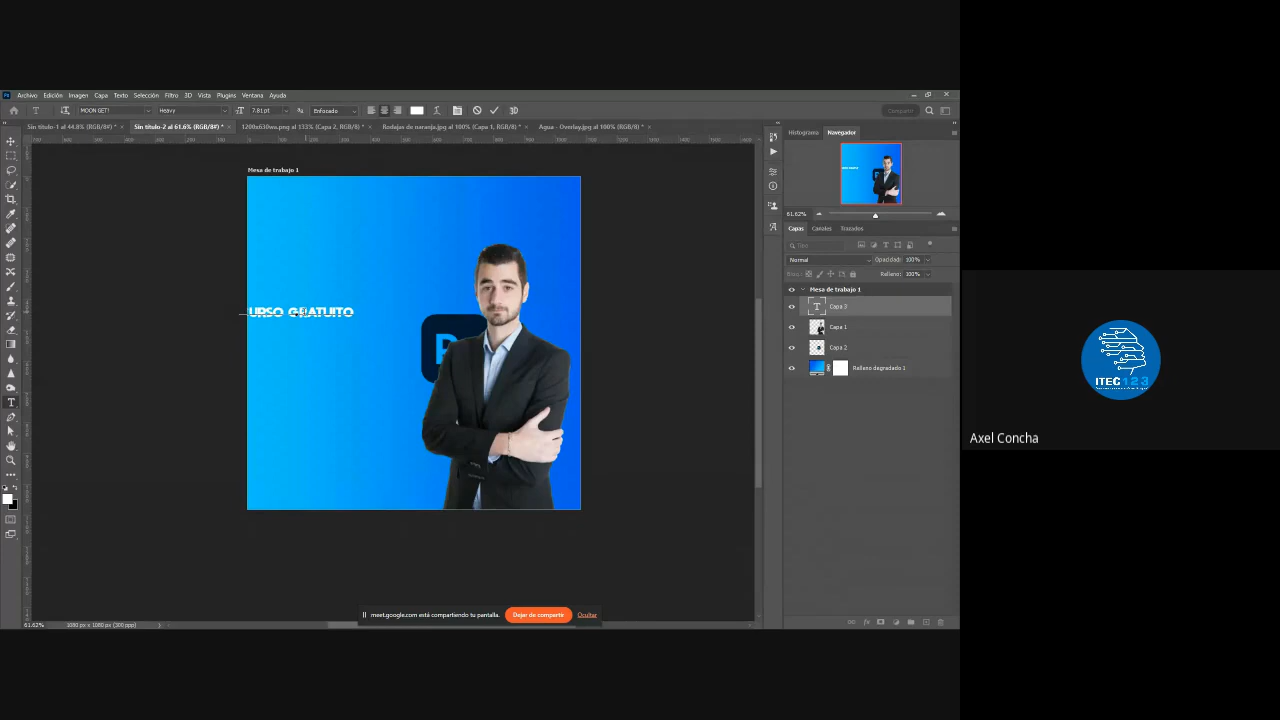 Archivo Edición Imagen Capa Texto Selección Filtro 3D Vista Plugins Ventana Ayuda
MOON GET! Heavy 7.81 pt Enfocado Compartir
Sin título-1 al 44.8% (RGB/8#) * Sin título-2 al 61.6% (RGB/8#) * 1200x630wa.png al 133% (Capa 2, RGB/8) * Rodajas de naranja.jpg al 100% (Capa 1, RGB/8*) * Agua - Overlay.jpg al 100% (RGB/8#) *
Histograma Navegador
61.62%
Capas Canales Trazados
Tipo
Normal Opacidad: 100%
Bloq.: Relleno: 100%
Mesa de trabajo 1
Capa 3
Capa 1
Capa 2
Relleno degradado 1
Mesa de trabajo 1
URSO GRATUITO
P
meet.google.com está compartiendo tu pantalla. Dejar de compartir Ocultar
61.62% 1080 px x 1080 px (300 ppp)
ITEC 123
Axel Concha